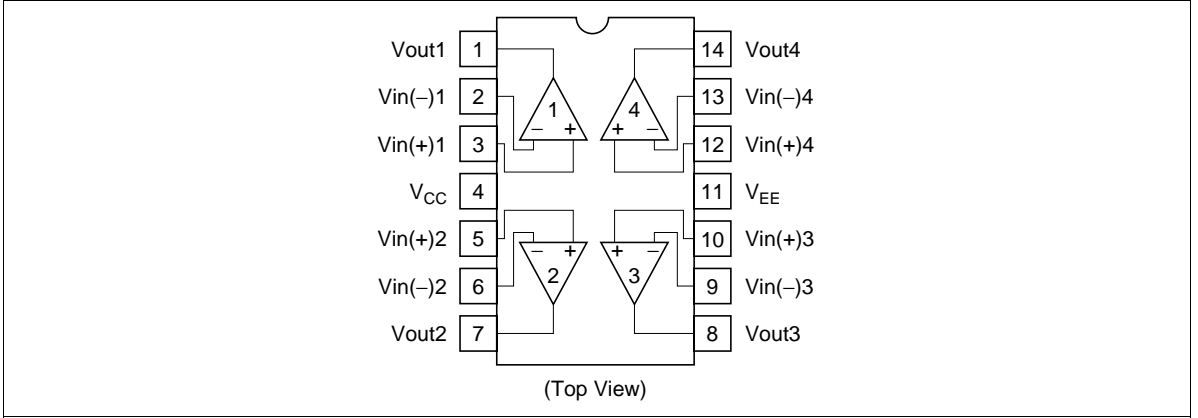 Vout1 1 14 Vout4
Vin(−)1 2 13 Vin(−)4
1 4
− + + −
Vin(+)1 3 12 Vin(+)4
VCC 4 11 VEE
Vin(+)2 5 10 Vin(+)3
− + + −
2 3
Vin(−)2 6 9 Vin(−)3
Vout2 7 8 Vout3
(Top View)